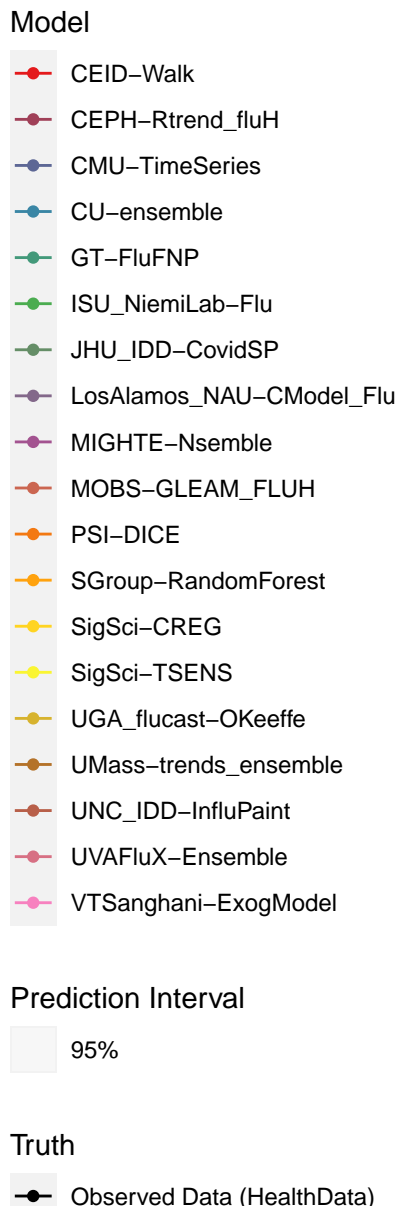 Model
CEID−Walk
CEPH−Rtrend_fluH
CMU−TimeSeries
CU−ensemble
GT−FluFNP
ISU_NiemiLab−Flu
JHU_IDD−CovidSP
LosAlamos_NAU−CModel_Flu
MIGHTE−Nsemble
MOBS−GLEAM_FLUH
PSI−DICE
SGroup−RandomForest
SigSci−CREG
SigSci−TSENS
UGA_flucast−OKeeffe
UMass−trends_ensemble
UNC_IDD−InfluPaint
UVAFluX−Ensemble
VTSanghani−ExogModel
Prediction Interval
95%
Truth
Observed Data (HealthData)